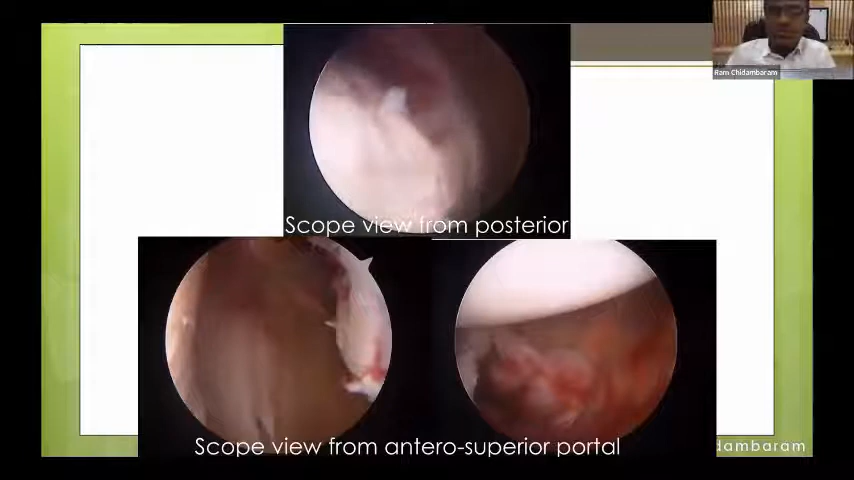 Ram Chidambaram
Scope view from posterior
Scope view from antero-superior portal
dambaram